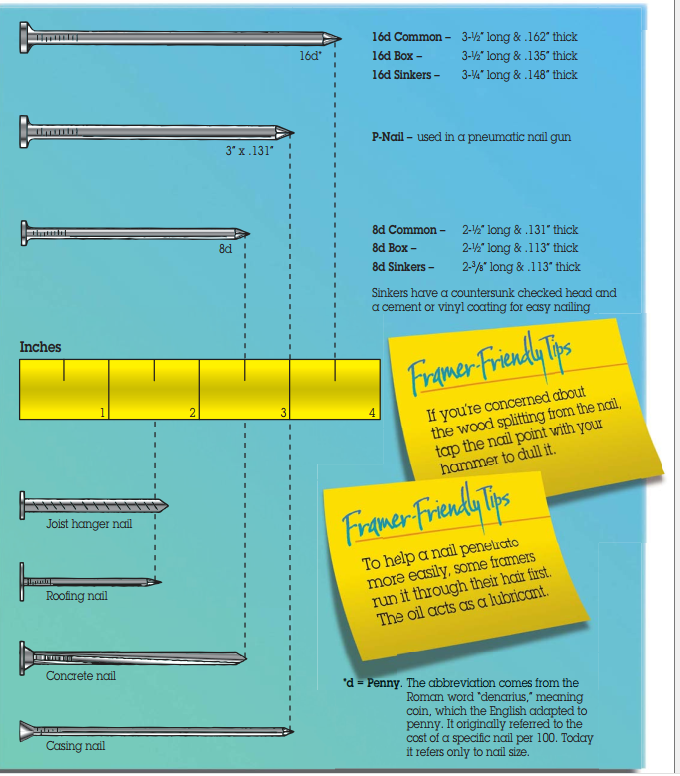 16d*
16d Common – 3-½″ long & .162″ thick
16d Box – 3-½″ long & .135″ thick
16d Sinkers – 3-¼″ long & .148″ thick
3″ x .131″
P-Nail – used in a pneumatic nail gun
8d
8d Common – 2-½″ long & .131″ thick
8d Box – 2-½″ long & .113″ thick
8d Sinkers – 2-³/₈″ long & .113″ thick
Sinkers have a countersunk checked head and
a cement or vinyl coating for easy nailing
Inches
1 2 3 4
Framer-Friendly Tips
If you're concerned about
the wood splitting from the nail,
tap the nail point with your
hammer to dull it.
Framer-Friendly Tips
To help a nail penetrate
more easily, some framers
run it through their hair first.
The oil acts as a lubricant.
Joist hanger nail
Roofing nail
Concrete nail
Casing nail
*d = Penny. The abbreviation comes from the
Roman word "denarius," meaning
coin, which the English adapted to
penny. It originally referred to the
cost of a specific nail per 100. Today
it refers only to nail size.